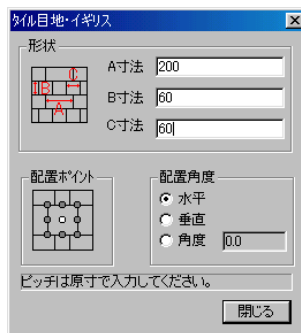 ﾀｲﾙ目地･ｲｷﾞﾘｽ
形状
C
B
A
A寸法 200
B寸法 60
C寸法 60
配置ﾎﾟｲﾝﾄ
配置角度
水平
垂直
角度 0.0
ピッチは原寸で入力してください。
閉じる